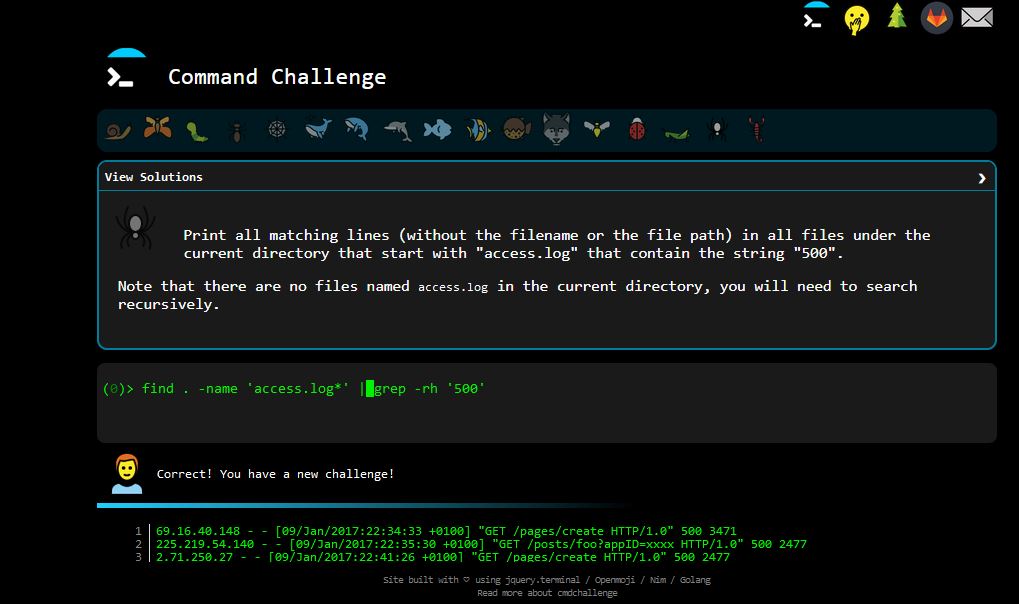 Command Challenge
View Solutions
Print all matching lines (without the filename or the file path) in all files under the
current directory that start with "access.log" that contain the string "500".
Note that there are no files named access.log in the current directory, you will need to search
recursively.
(0)> find . -name 'access.log*' |grep -rh '500'
Correct! You have a new challenge!
1 69.16.40.148 - - [09/Jan/2017:22:34:33 +0100] "GET /pages/create HTTP/1.0" 500 3471
2 225.219.54.140 - - [09/Jan/2017:22:35:30 +0100] "GET /posts/foo?appID=xxxx HTTP/1.0" 500 2477
3 2.71.250.27 - - [09/Jan/2017:22:41:26 +0100] "GET /pages/create HTTP/1.0" 500 2477
Site built with ♡ using jquery.terminal / Openmoji / Nim / Golang
Read more about cmdchallenge